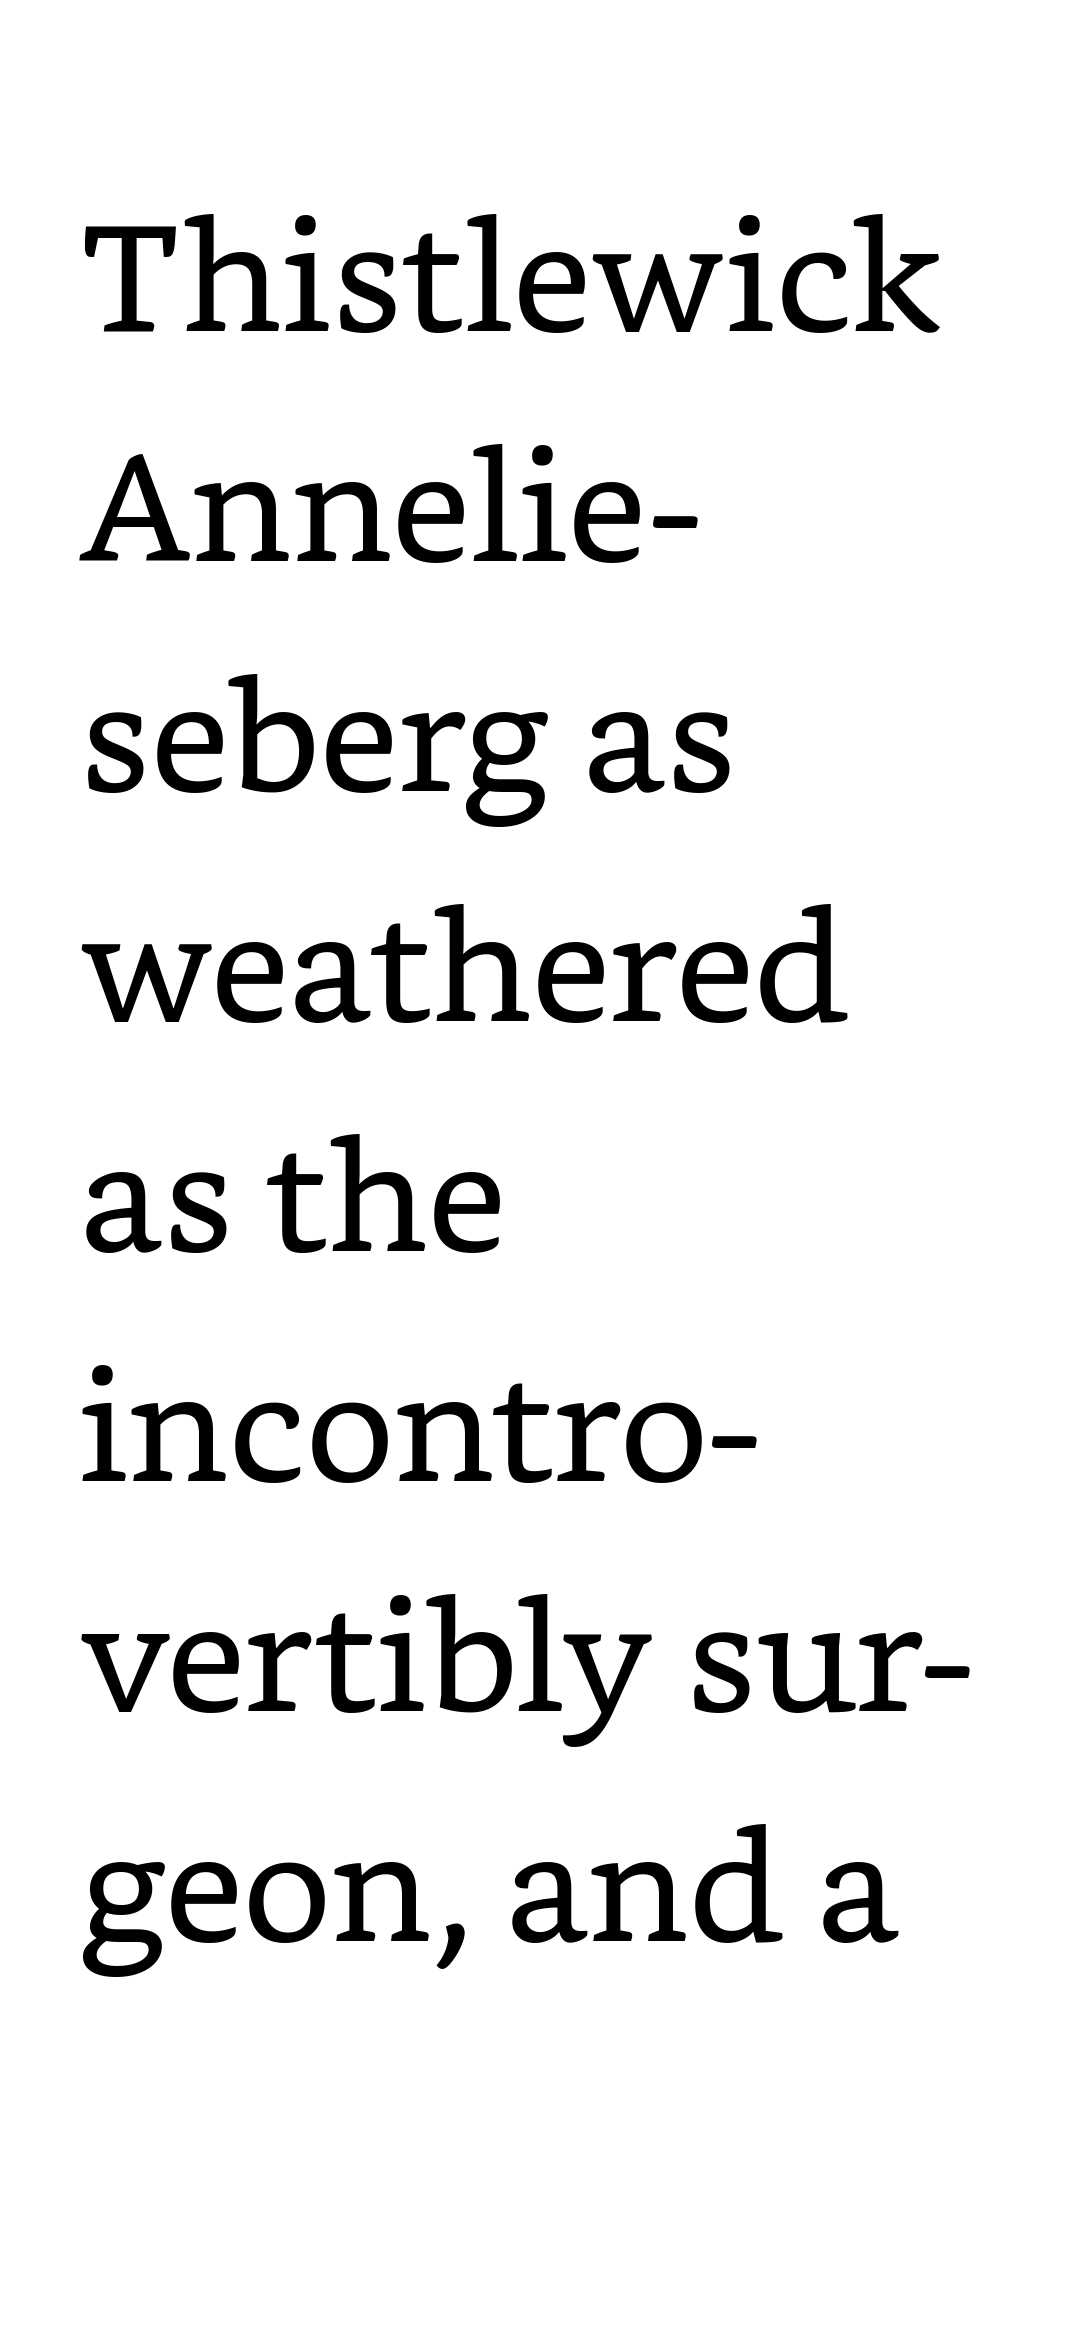 Thistlewick
Annelie-
seberg as
weathered
as the
incontro-
vertibly sur-
geon, and a